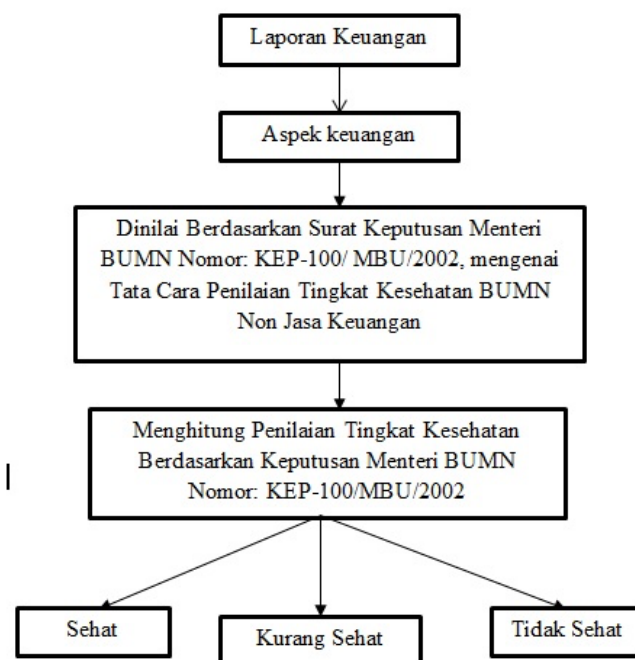 Laporan Keuangan
Aspek keuangan
Dinilai Berdasarkan Surat Keputusan Menteri
BUMN Nomor: KEP-100/ MBU/2002, mengenai
Tata Cara Penilaian Tingkat Kesehatan BUMN
Non Jasa Keuangan
Menghitung Penilaian Tingkat Kesehatan
Berdasarkan Keputusan Menteri BUMN
Nomor: KEP-100/MBU/2002
Sehat
Kurang Sehat
Tidak Sehat